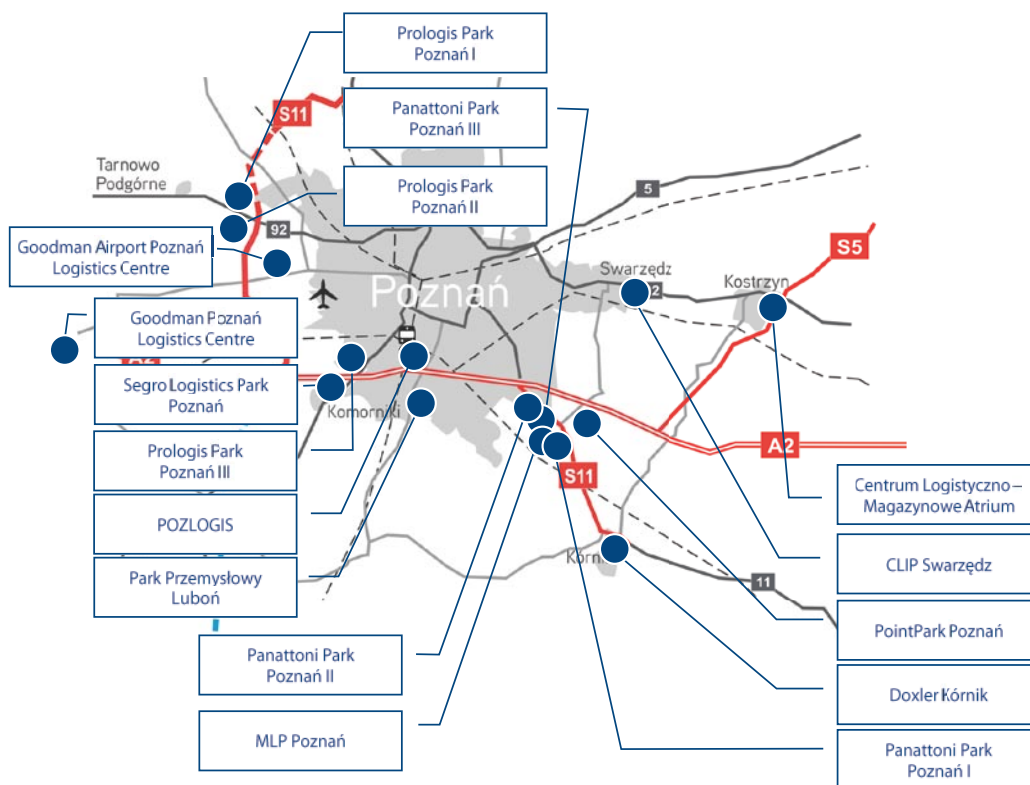 Prologis Park
Poznań I
Panattoni Park
Poznań III
S11
Tarnowo
Podgórne
Prologis Park
Poznań II
5
92
Goodman Airport Poznań
Logistics Centre
S5
Swarzędz
Kostrzyn
Poznań
2
Goodman Poznań
Logistics Centre
Segro Logistics Park
Poznań
Komorniki
Prologis Park
Poznań III
A2
S11
POZLOGIS
Centrum Logistyczno –
Magazynowe Atrium
Park Przemysłowy
Luboń
Kórni
CLIP Swarzędz
11
PointPark Poznań
Panattoni Park
Poznań II
Doxler Kórnik
MLP Poznań
Panattoni Park
Poznań I